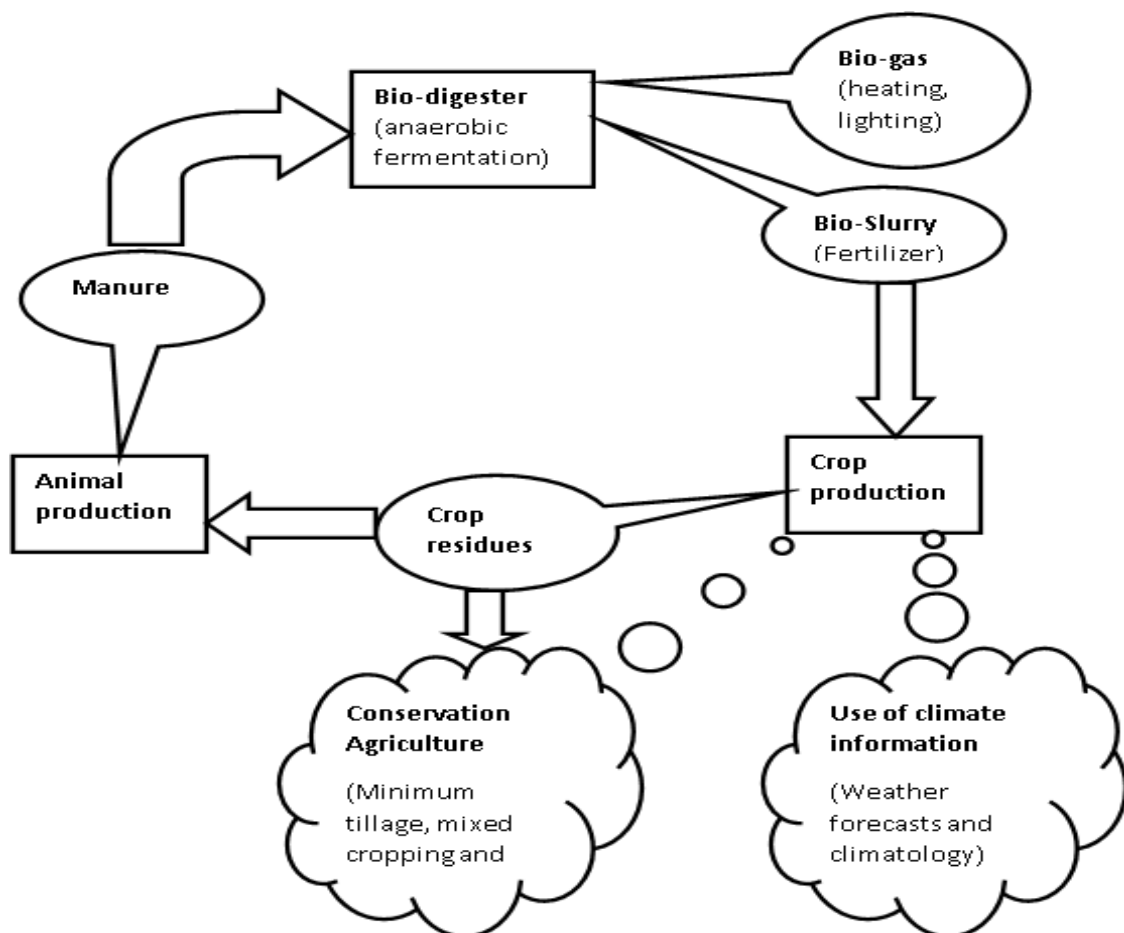 Bio-digester
(anaerobic
fermentation)
Bio-gas
(heating,
lighting)
Bio-Slurry
(Fertilizer)
Manure
Animal
production
Crop
residues
Crop
production
Conservation
Agriculture
(Minimum
tillage, mixed
cropping and
Use of climate
information
(Weather
forecasts and
climatology)